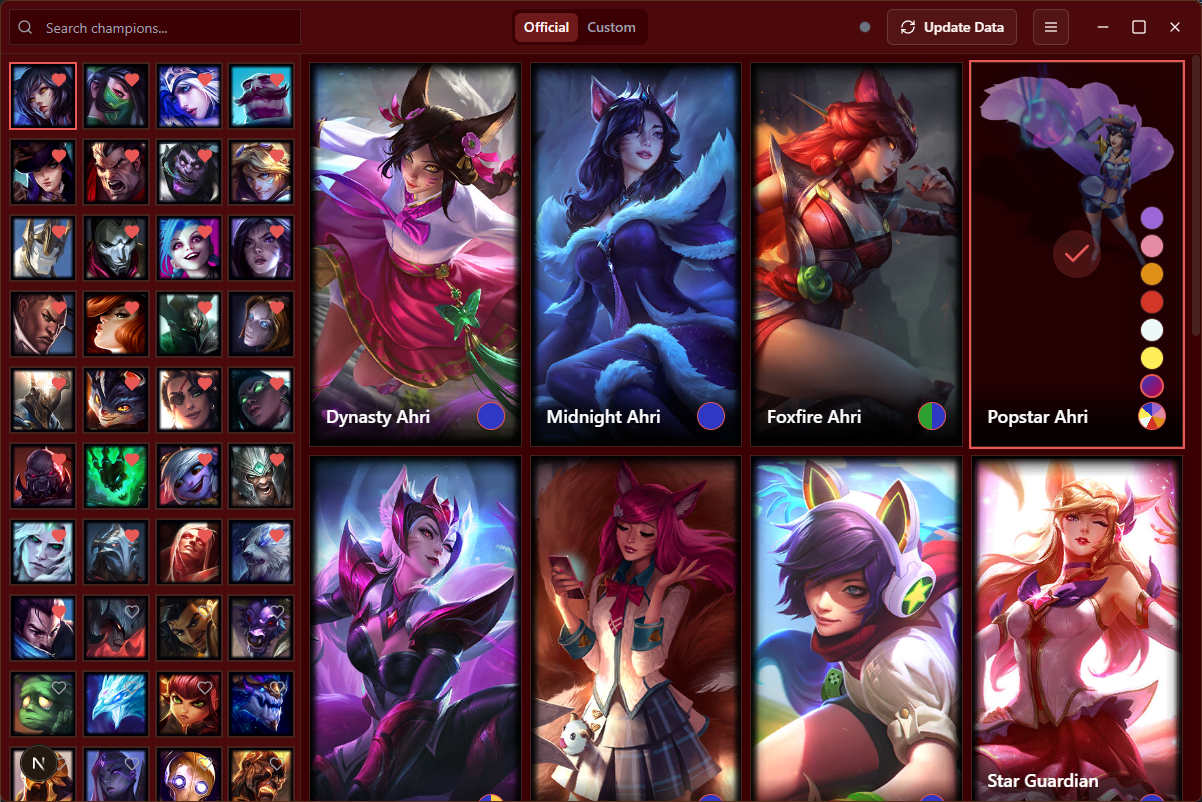 Search champions...
Official
Custom
Update Data
Dynasty Ahri
Midnight Ahri
Foxfire Ahri
Popstar Ahri
Star Guardian
N